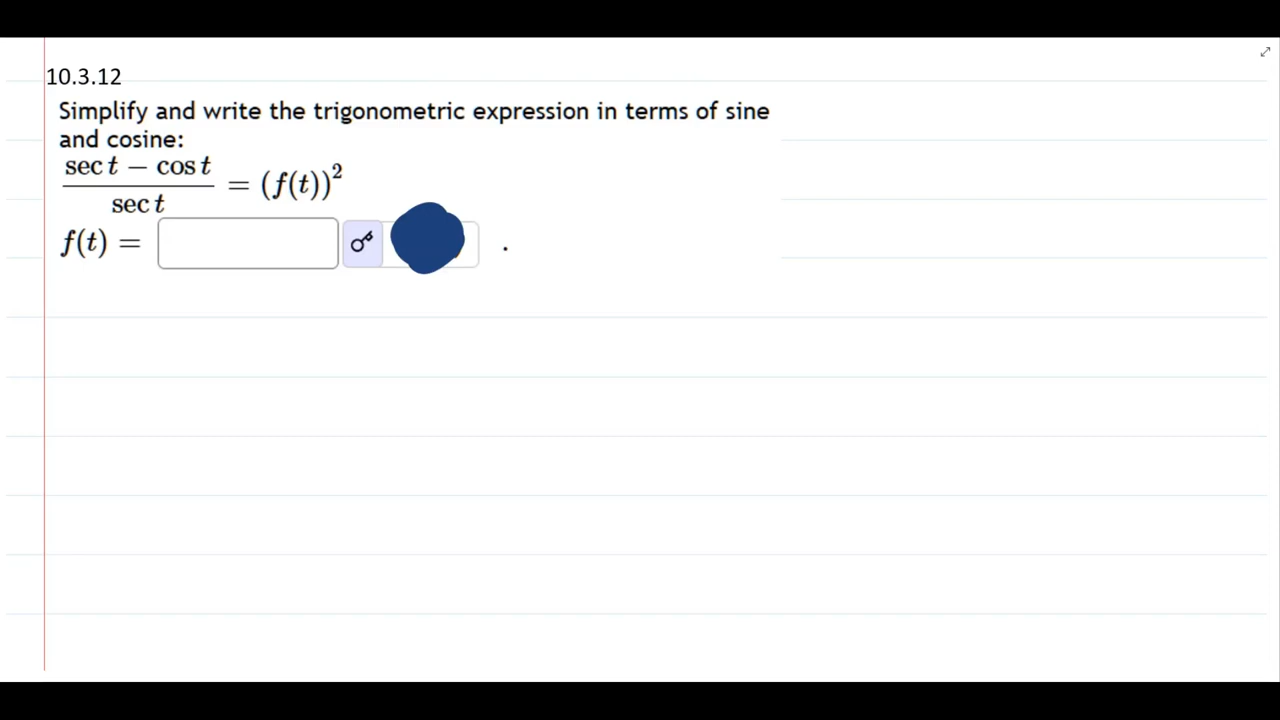 10.3.12
Simplify and write the trigonometric expression in terms of sine
and cosine:
\frac{\sec t - \cos t}{\sec t} = (f(t))^2
f(t) = .